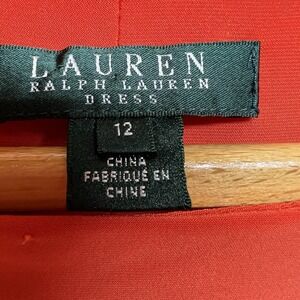 LAUREN
RALPH LAUREN
DRESS
12
CHINA
FABRIQUÉ EN
CHINE